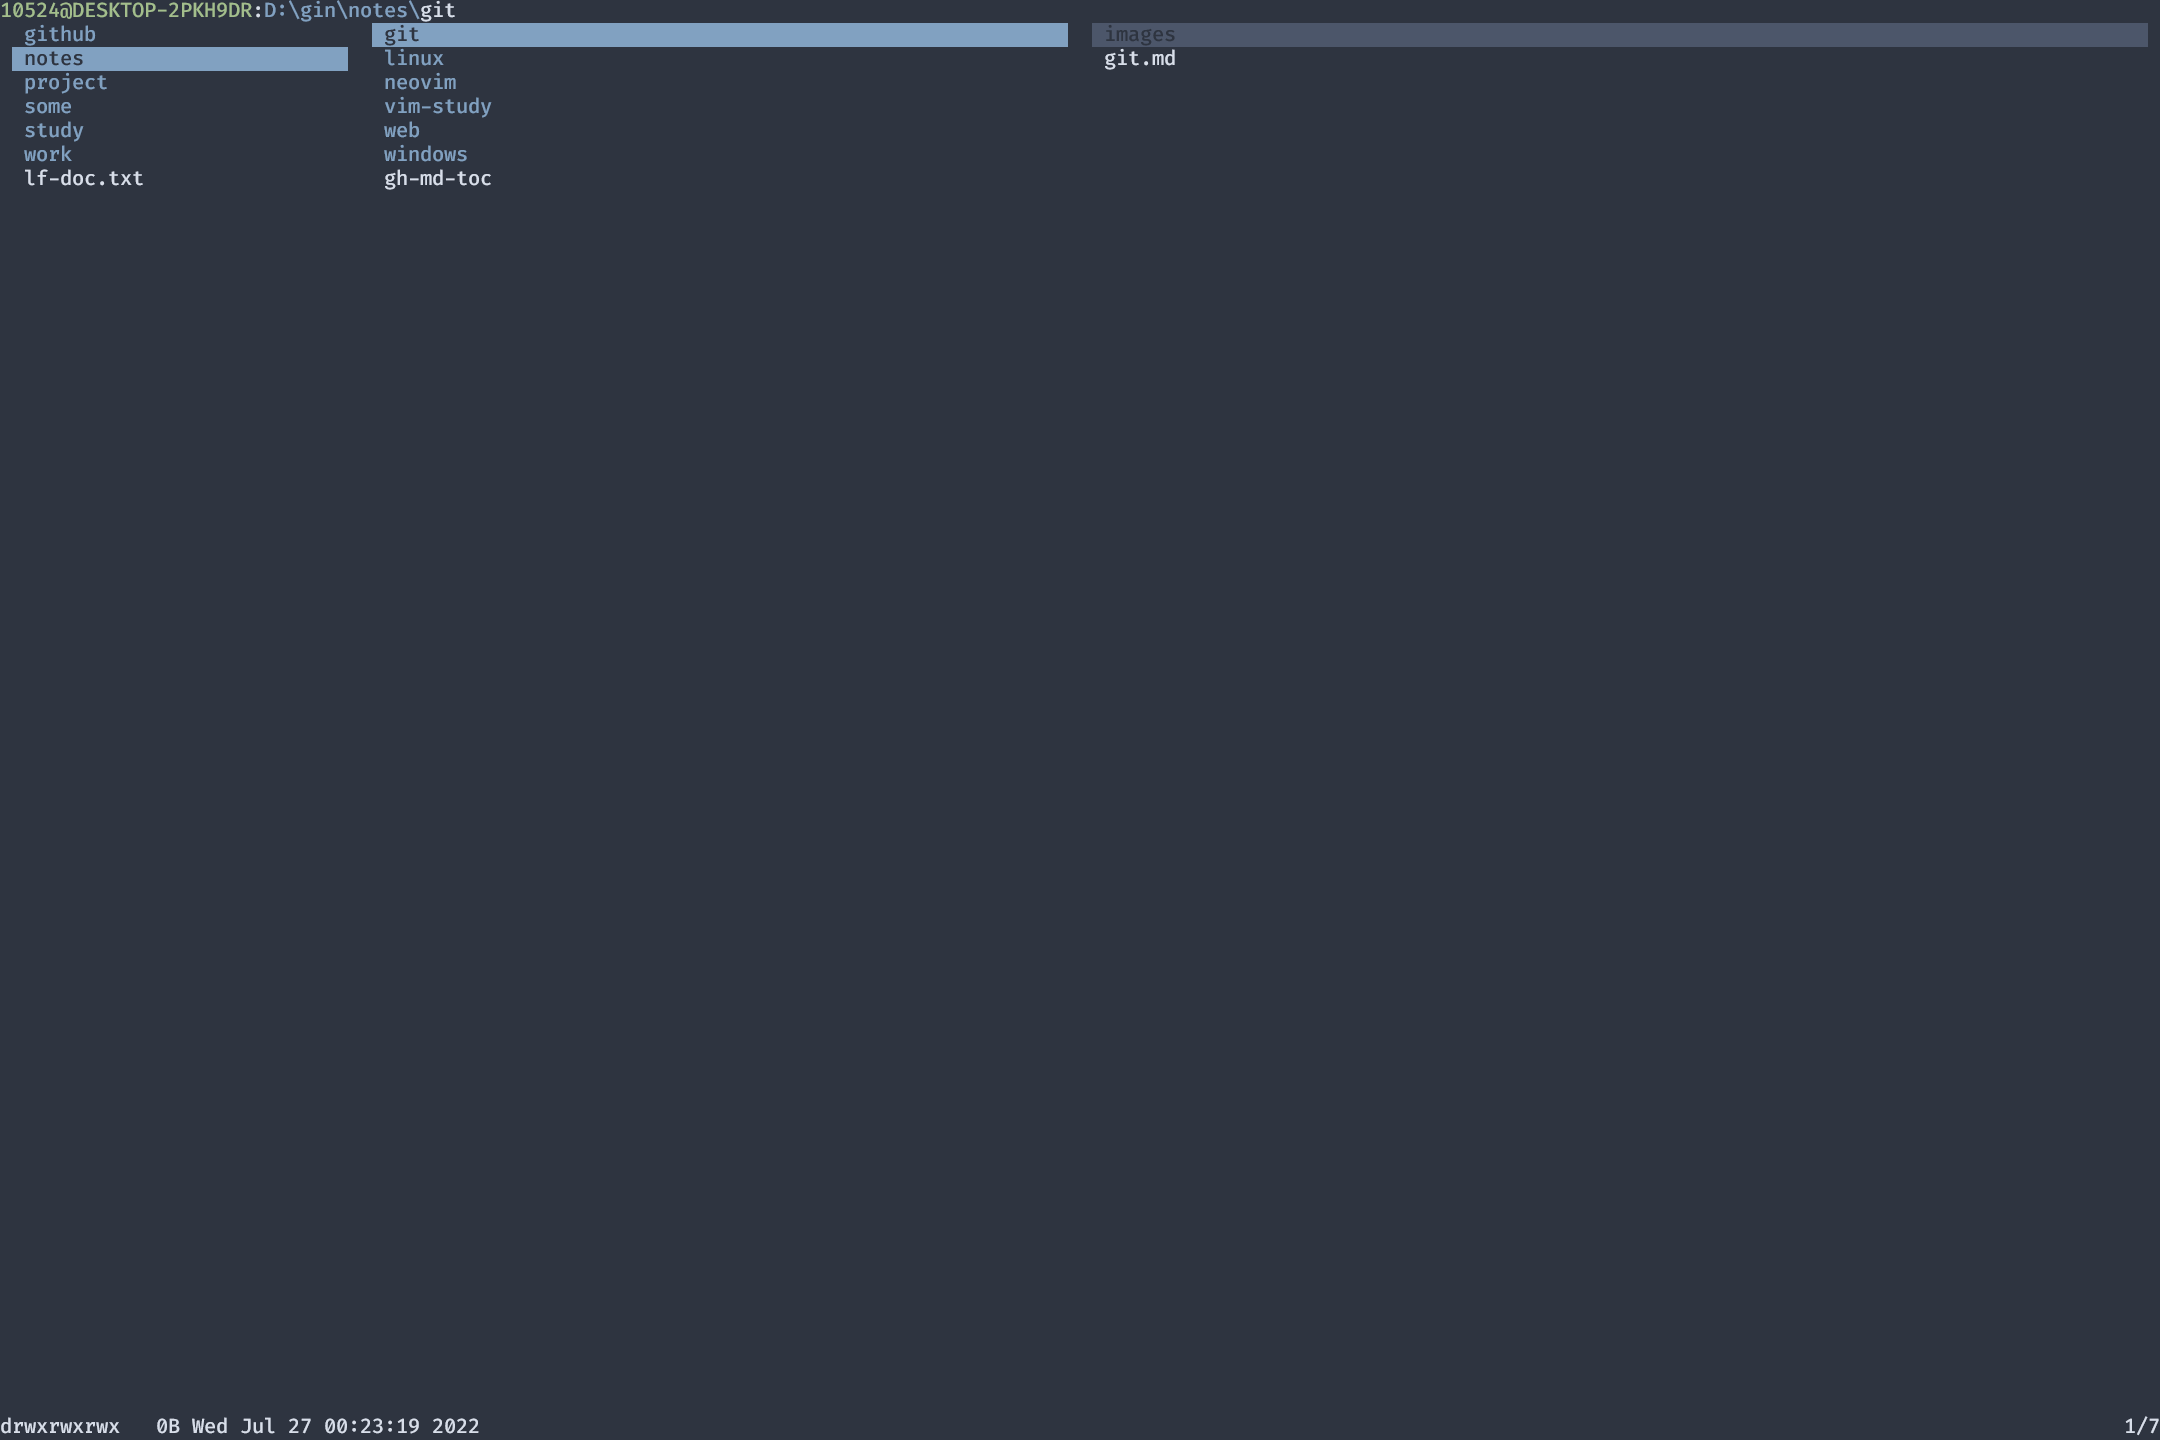 10524@DESKTOP-2PKH9DR:D:\gin\notes\git
github git images
notes linux git.md
project neovim
some vim-study
study web
work windows
lf-doc.txt gh-md-toc
drwxrwxrwx 0B Wed Jul 27 00:23:19 2022 1/7